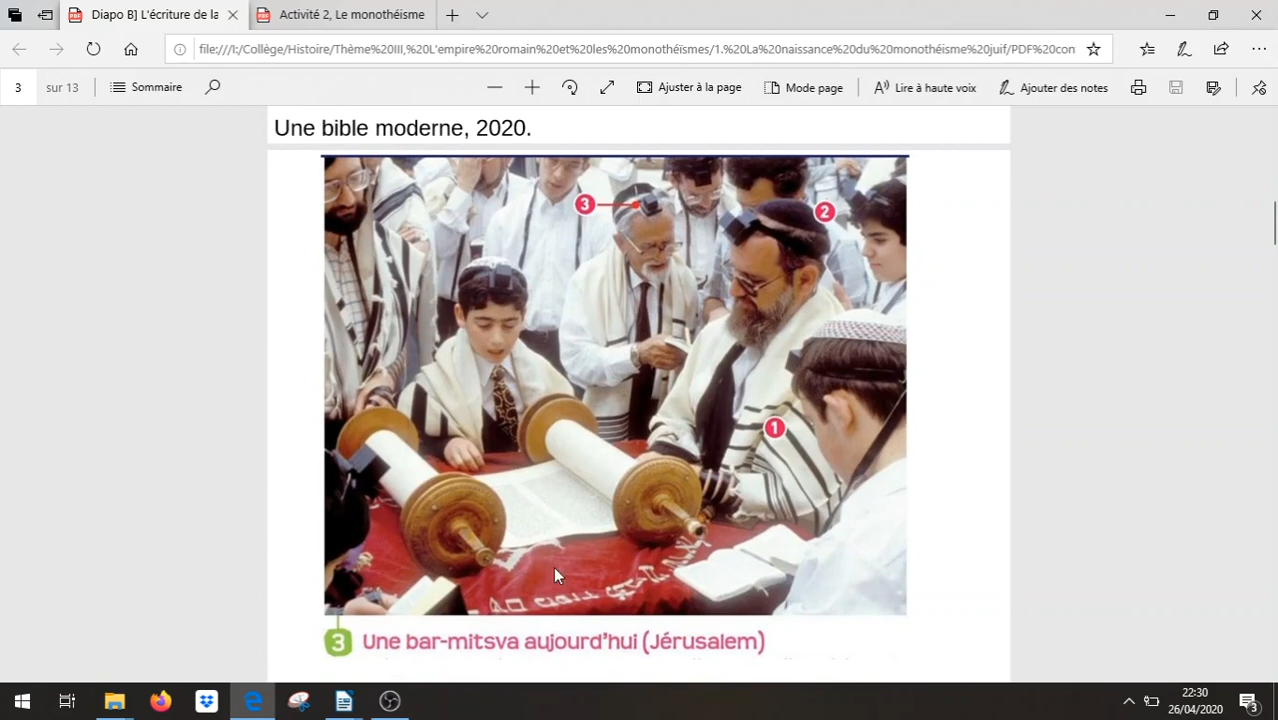 Diapo B] L'écriture de la
Activité 2, Le monothéisme
file:///I:/Collège/Histoire/Thème%20III,%20L'empire%20romain%20et%20les%20monothéïsmes/1.%20La%20naissance%20du%20monothéisme%20juif/PDF%20con
3 sur 13 Sommaire Ajuster à la page Mode page Lire à haute voix Ajouter des notes
Une bible moderne, 2020.
3
2
1
3 Une bar-mitsva aujourd'hui (Jérusalem)
22:30
26/04/2020
3